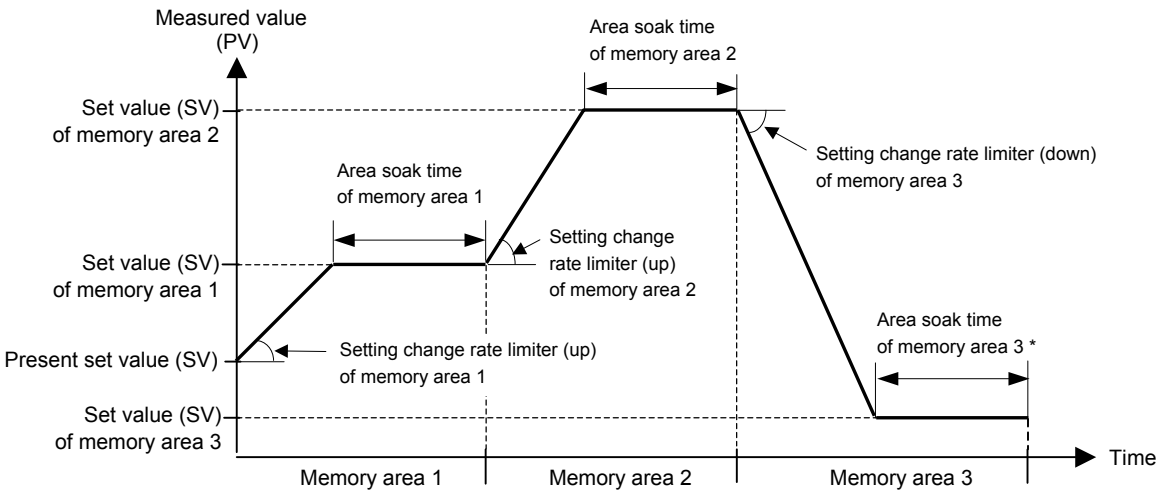 Measured value
(PV)
Area soak time
of memory area 2
Set value (SV)
of memory area 2
Setting change rate limiter (down)
of memory area 3
Area soak time
of memory area 1
Setting change
rate limiter (up)
of memory area 2
Set value (SV)
of memory area 1
Area soak time
of memory area 3 *
Present set value (SV)
Setting change rate limiter (up)
of memory area 1
Set value (SV)
of memory area 3
Time
Memory area 1
Memory area 2
Memory area 3